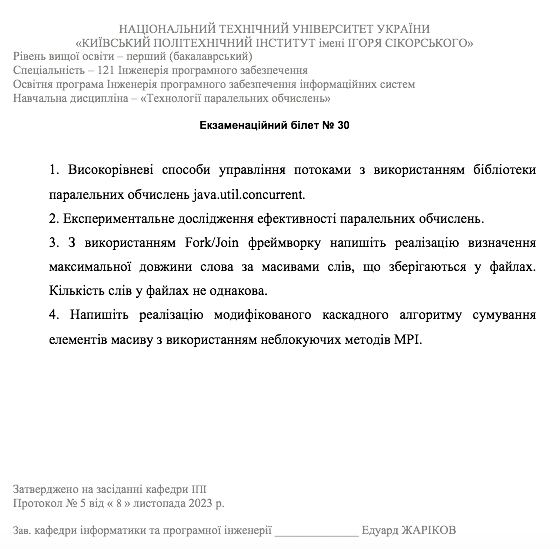 НАЦІОНАЛЬНИЙ ТЕХНІЧНИЙ УНІВЕРСИТЕТ УКРАЇНИ
«КИЇВСЬКИЙ ПОЛІТЕХНІЧНИЙ ІНСТИТУТ імені ІГОРЯ СІКОРСЬКОГО»
Рівень вищої освіти – перший (бакалаврський)
Спеціальність – 121 Інженерія програмного забезпечення
Освітня програма Інженерія програмного забезпечення інформаційних систем
Навчальна дисципліна – «Технології паралельних обчислень»
Екзаменаційний білет № 30
1. Високорівневі способи управління потоками з використанням бібліотеки
паралельних обчислень java.util.concurrent.
2. Експериментальне дослідження ефективності паралельних обчислень.
3. З використанням Fork/Join фреймворку напишіть реалізацію визначення
максимальної довжини слова за масивами слів, що зберігаються у файлах.
Кількість слів у файлах не однакова.
4. Напишіть реалізацію модифікованого каскадного алгоритму сумування
елементів масиву з використанням неблокуючих методів MPI.
Затверджено на засіданні кафедри ІПІ
Протокол № 5 від « 8 » листопада 2023 р.
Зав. кафедри інформатики та програмної інженерії ______________ Едуард ЖАРІКОВ